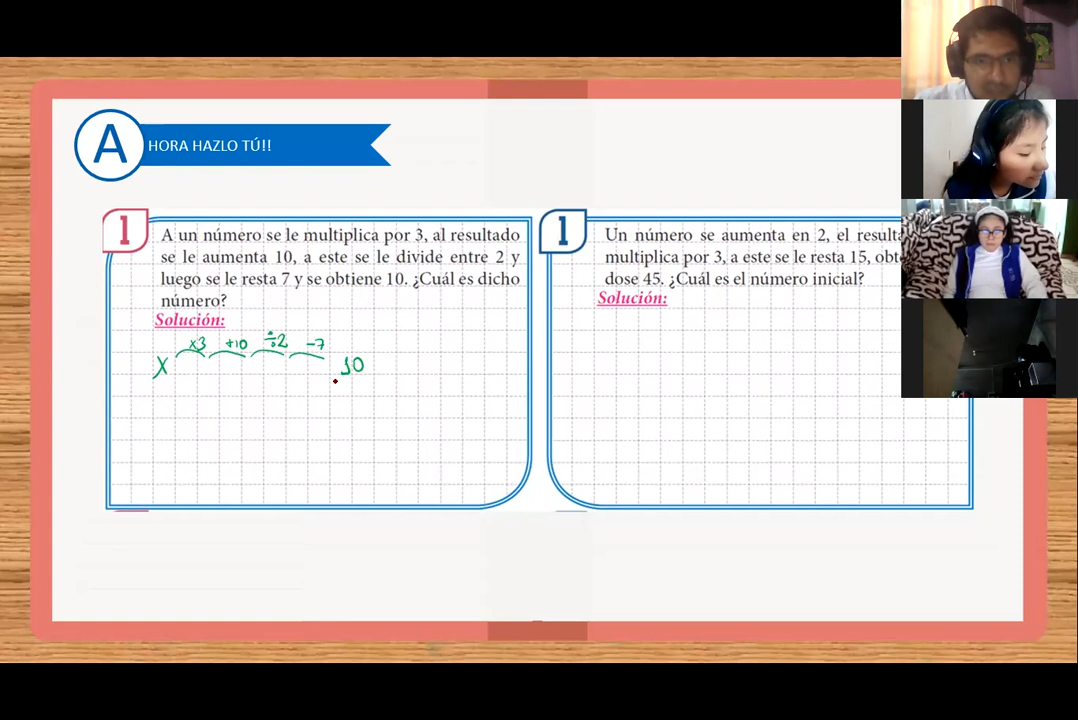 A
HORA HAZLO TÚ!!
1
A un número se le multiplica por 3, al resultado
se le aumenta 10, a este se le divide entre 2 y
luego se le resta 7 y se obtiene 10. ¿Cuál es dicho
número?
Solución:
x3 +10 ÷2 -7
X 10
1
Un número se aumenta en 2, el
multiplica por 3, a este se le resta 15,
dose 45. ¿Cuál es el número inicial?
Solución: